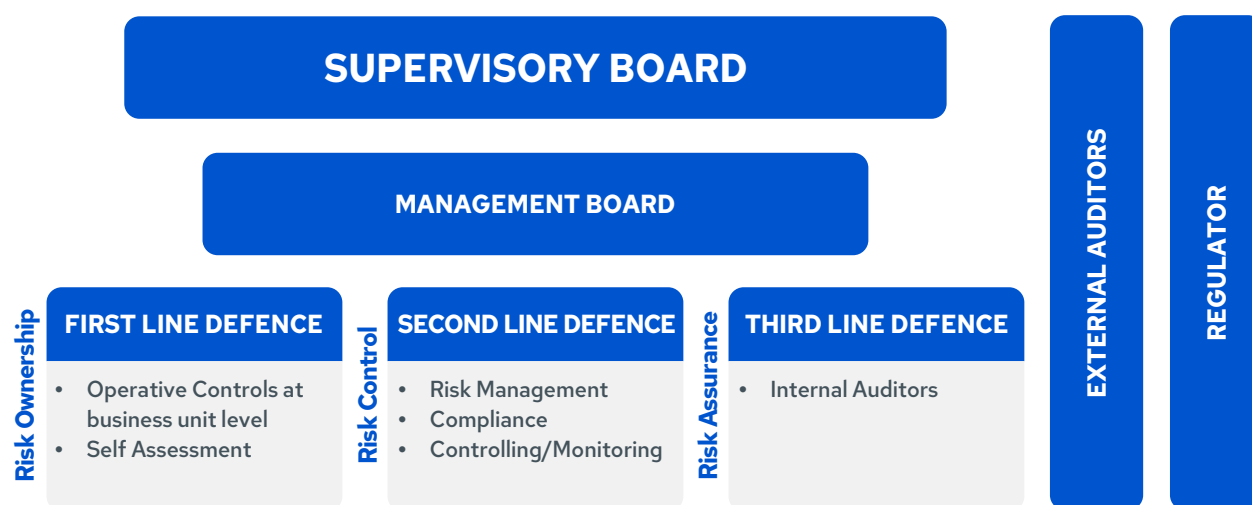 SUPERVISORY BOARD
MANAGEMENT BOARD
Risk Ownership
FIRST LINE DEFENCE
• Operative Controls at
business unit level
• Self Assessment
Risk Control
SECOND LINE DEFENCE
• Risk Management
• Compliance
• Controlling/Monitoring
Risk Assurance
THIRD LINE DEFENCE
• Internal Auditors
EXTERNAL AUDITORS
REGULATOR